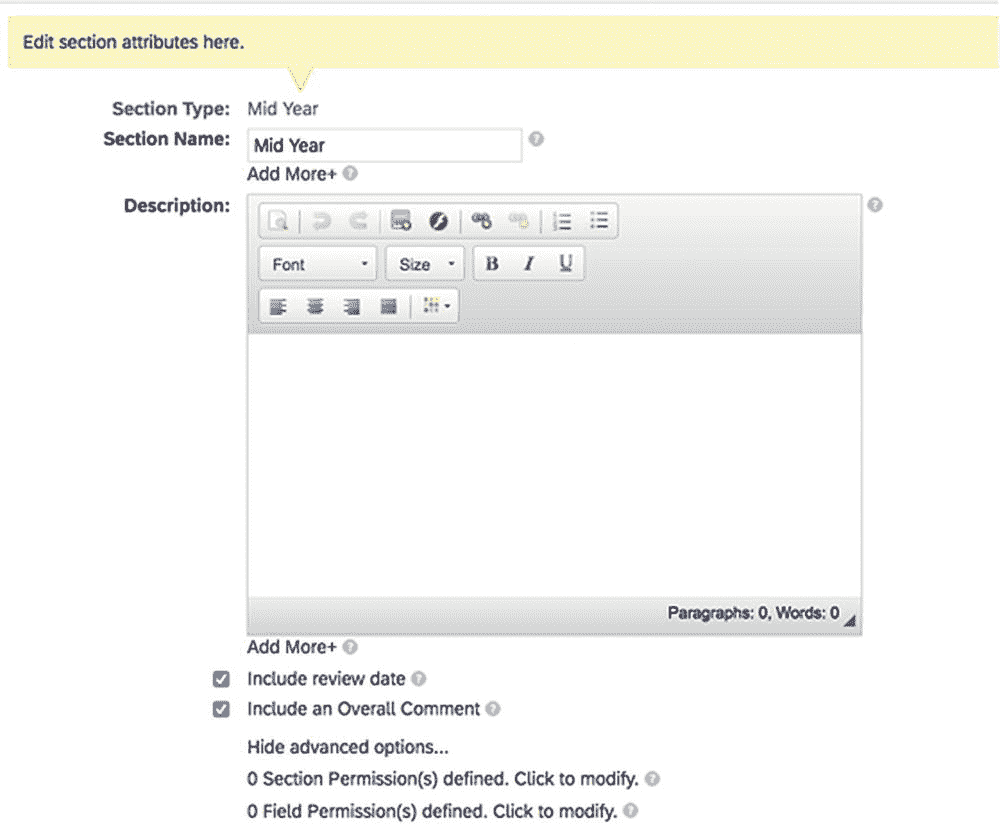 Edit section attributes here.
Section Type: Mid Year
Section Name: Mid Year
Add More+
Description:
Font Size B I U
Paragraphs: 0, Words: 0
Add More+
Include review date
Include an Overall Comment
Hide advanced options...
0 Section Permission(s) defined. Click to modify.
0 Field Permission(s) defined. Click to modify.